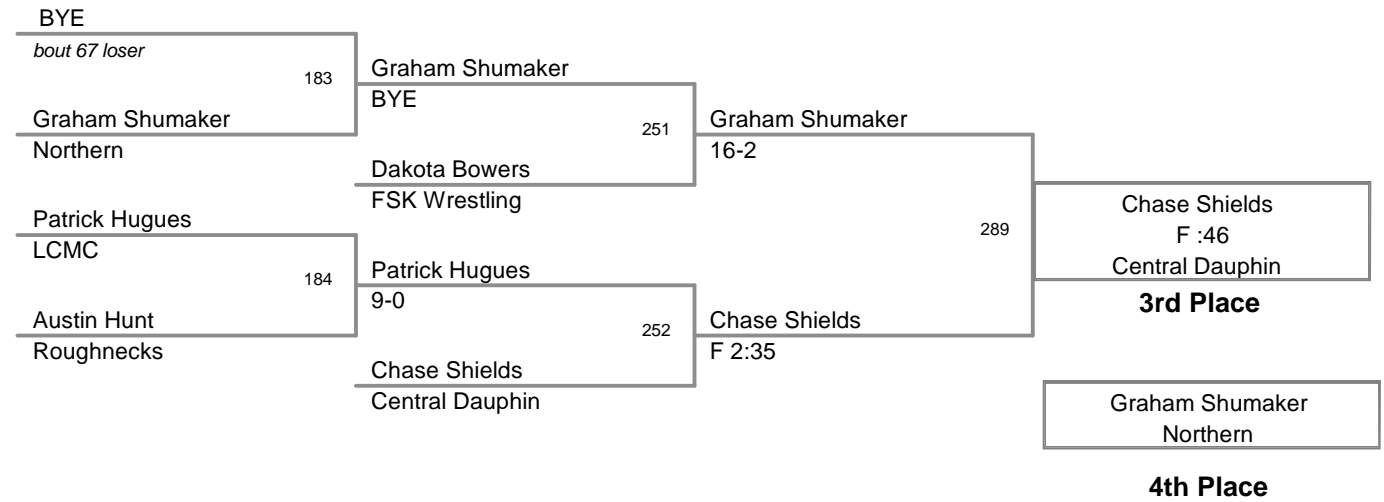 BYE
bout 67 loser
183
Graham Shumaker
Northern
Patrick Hugues
LCMC
184
Austin Hunt
Roughnecks
Graham Shumaker
BYE
251
Dakota Bowers
FSK Wrestling
Patrick Hugues
9-0
252
Chase Shields
Central Dauphin
Graham Shumaker
16-2
289
Chase Shields
F 2:35
Chase Shields
F :46
Central Dauphin
3rd Place
Graham Shumaker
Northern
4th Place